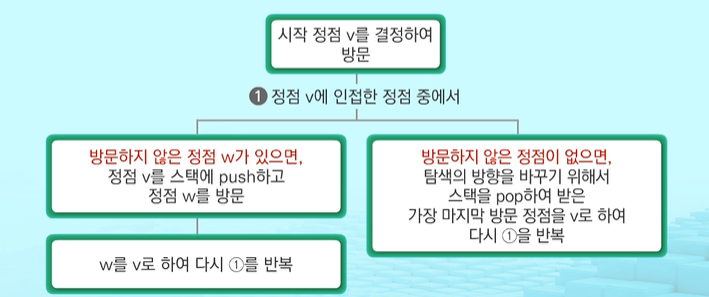 시작 정점 v를 결정하여
방문
❶ 정점 v에 인접한 정점 중에서
방문하지 않은 정점 w가 있으면,
정점 v를 스택에 push하고
정점 w를 방문
w를 v로 하여 다시 ①를 반복
방문하지 않은 정점이 없으면,
탐색의 방향을 바꾸기 위해서
스택을 pop하여 받은
가장 마지막 방문 정점을 v로 하여
다시 ①을 반복